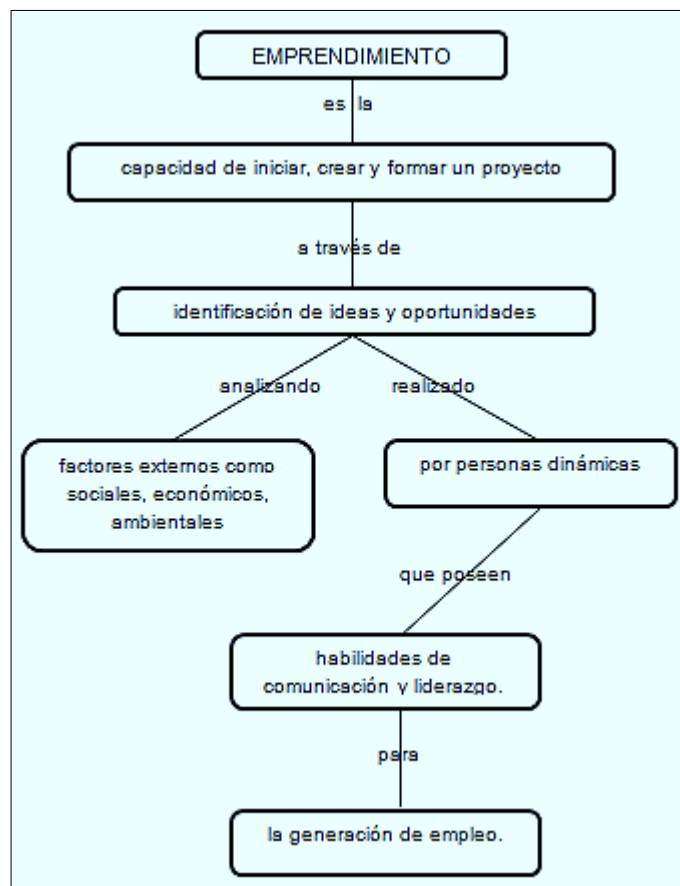 EMPRENDIMIENTO
es la
capacidad de iniciar, crear y formar un proyecto
a través de
identificación de ideas y oportunidades
analizando
realizado
factores externos como
sociales, económicos,
ambientales
por personas dinámicas
que poseen
habilidades de
comunicación y liderazgo.
para
la generación de empleo.